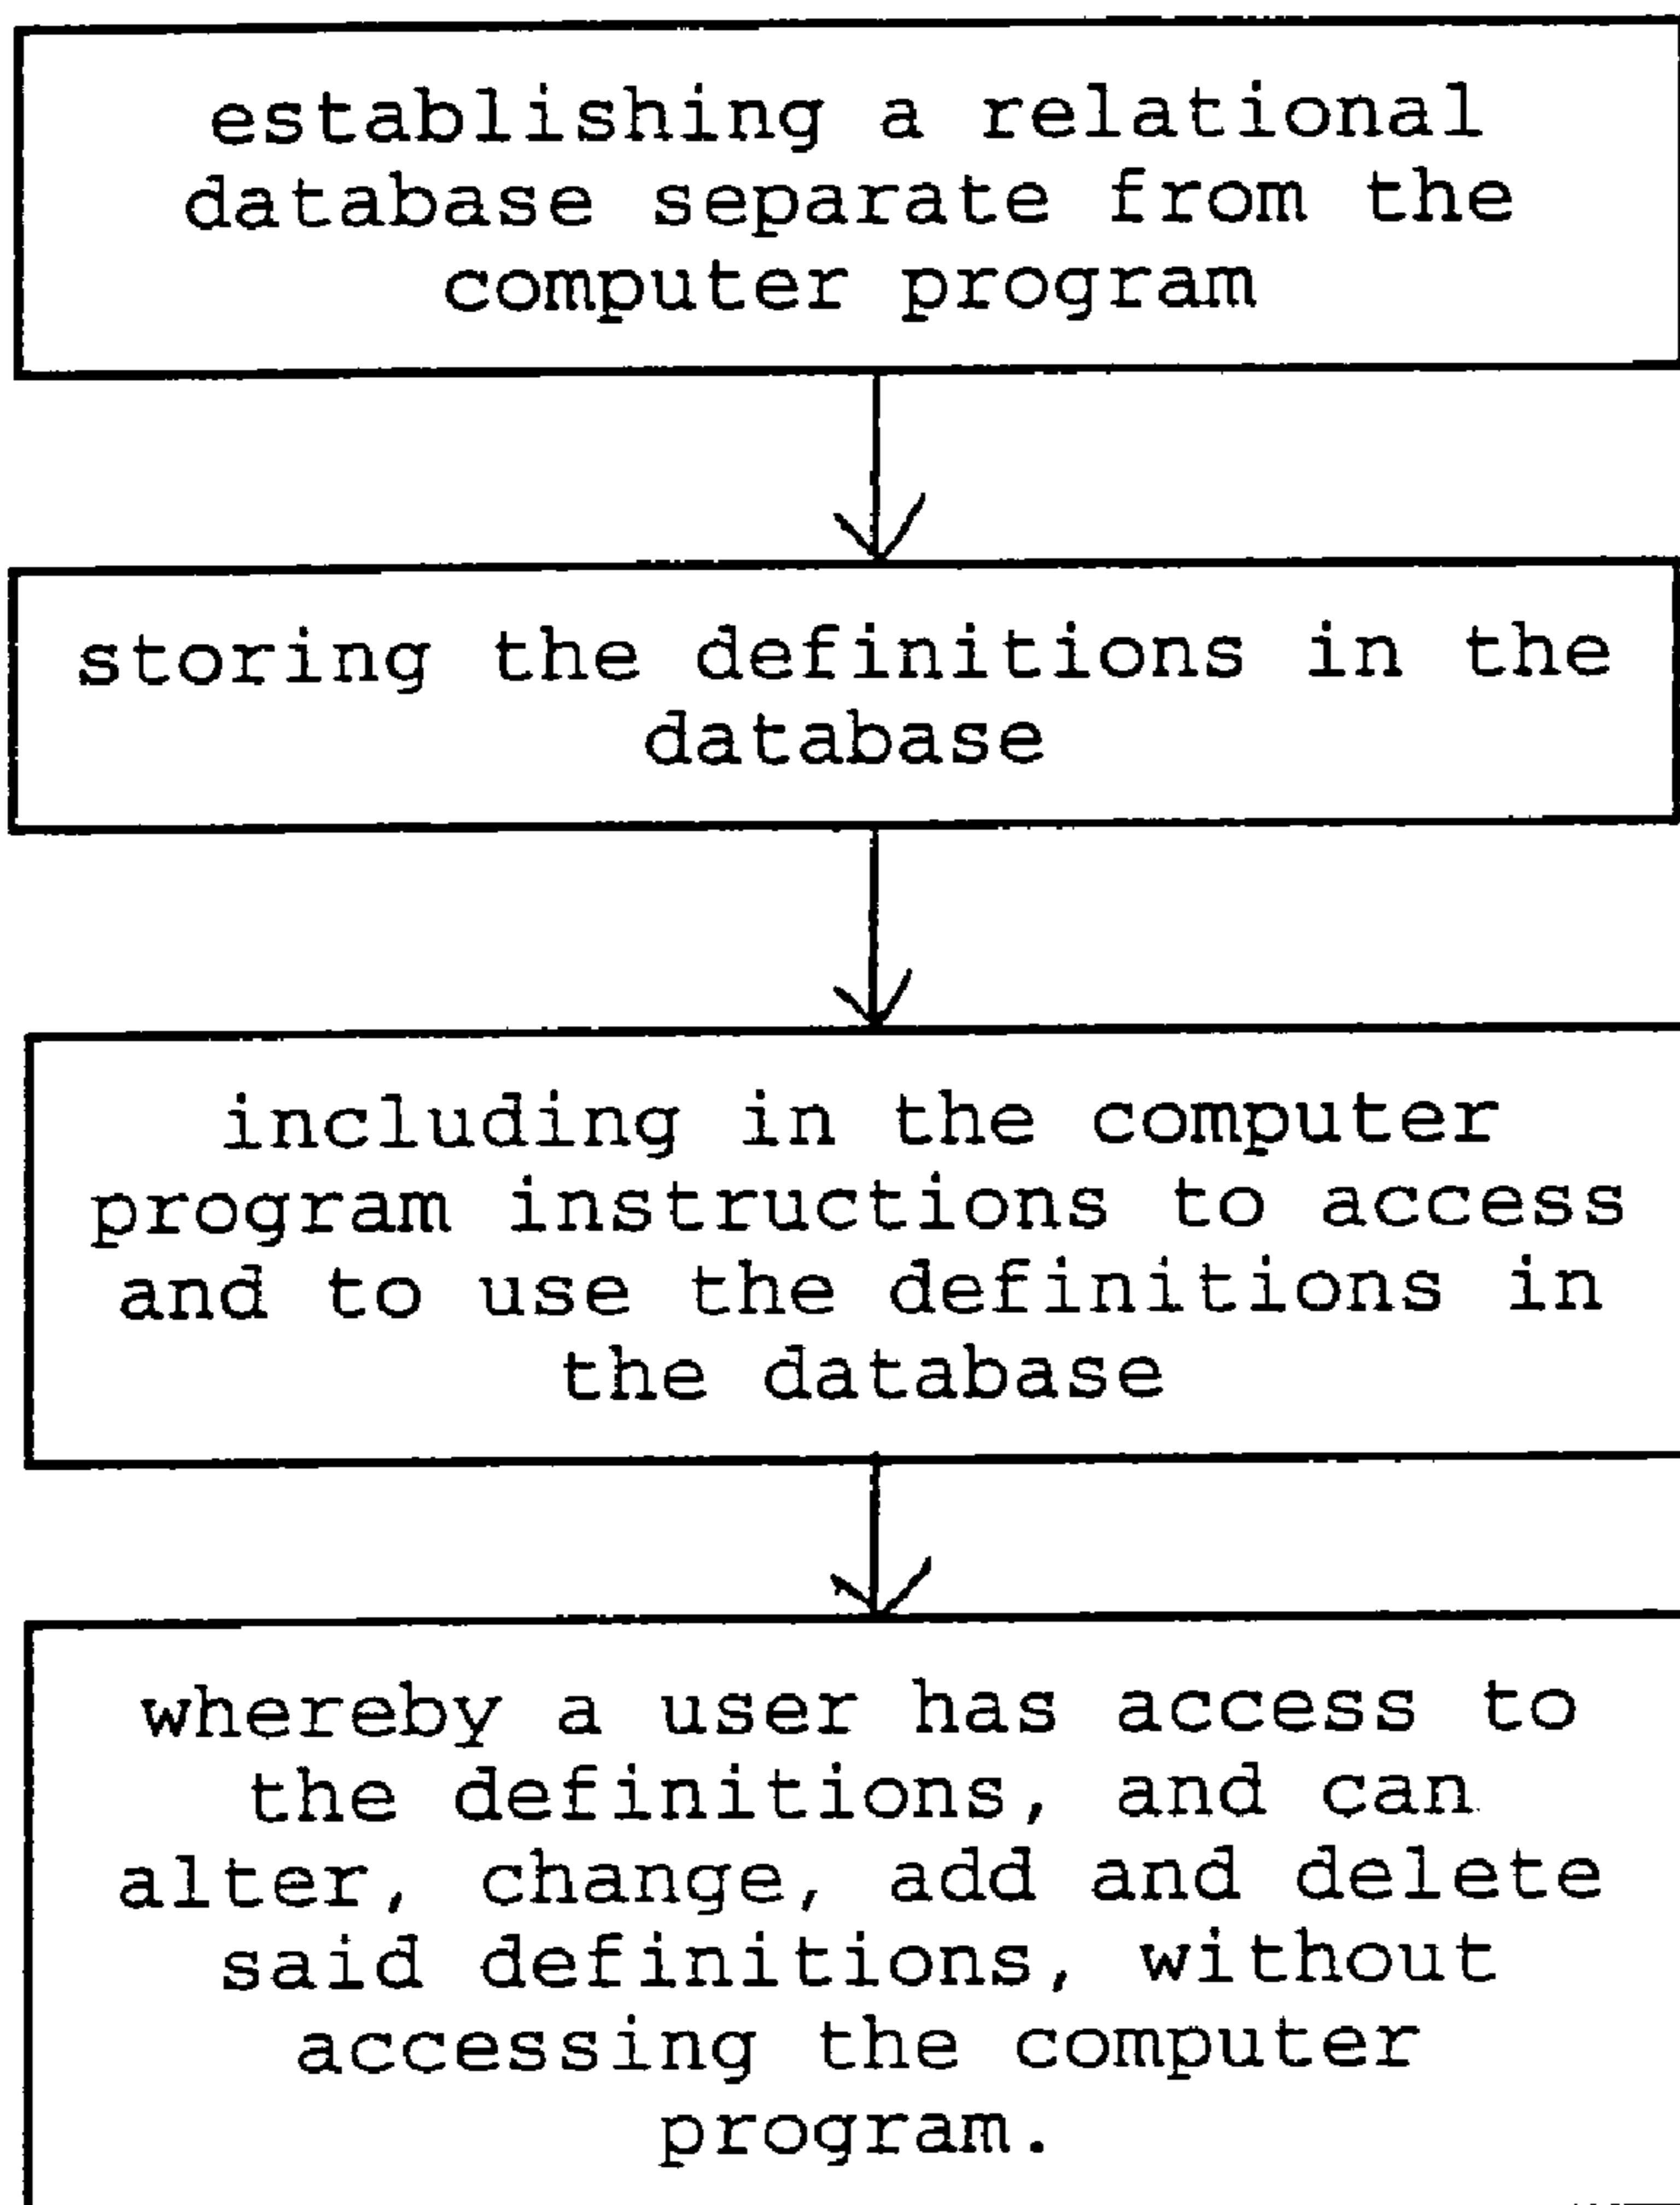 establishing a relational
database separate from the
computer program
storing the definitions in the
database
including in the computer
program instructions to access
and to use the definitions in
the database
whereby a user has access to
the definitions, and can
alter, change, add and delete
said definitions, without
accessing the computer
program.